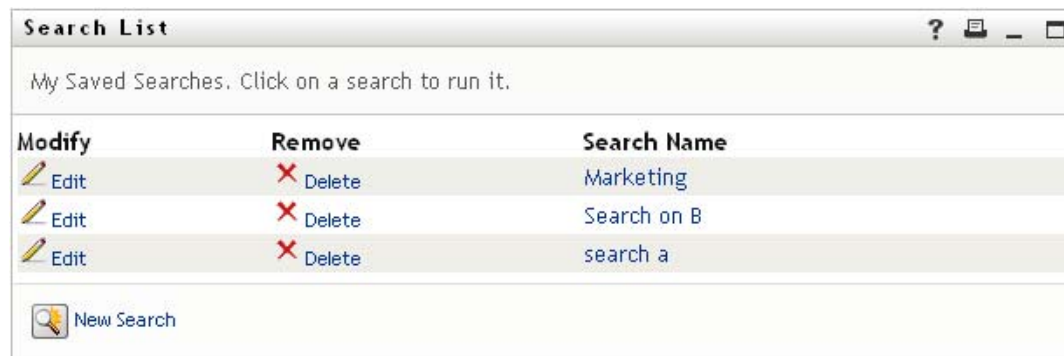 Search List ?
My Saved Searches. Click on a search to run it.
Modify Remove Search Name
Edit Delete Marketing
Edit Delete Search on B
Edit Delete search a
New Search